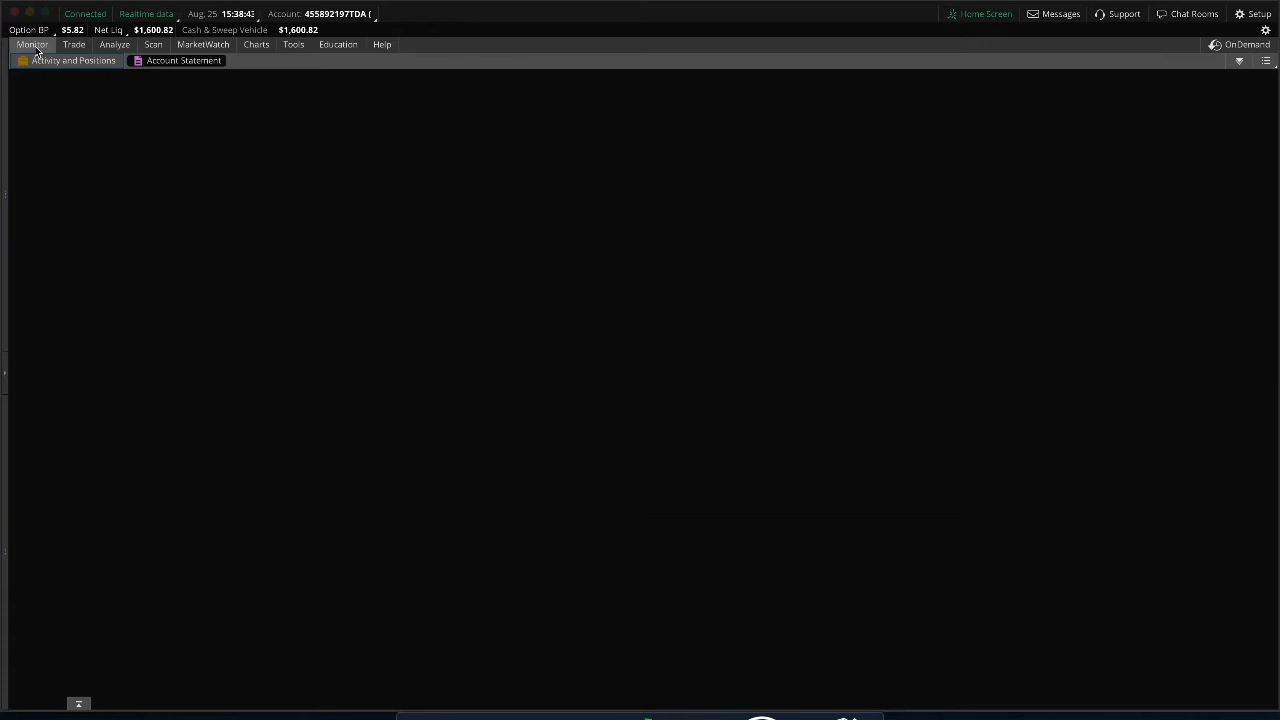 Connected Realtime data Aug. 25 15:38:43 Account: 455892197TDA ( Home Screen Messages Support Chat Rooms Setup
Option BP $5.82 Net Liq $1,600.82 Cash & Sweep Vehicle $1,600.82
Monitor Trade Analyze Scan MarketWatch Charts Tools Education Help OnDemand
Activity and Positions Account Statement